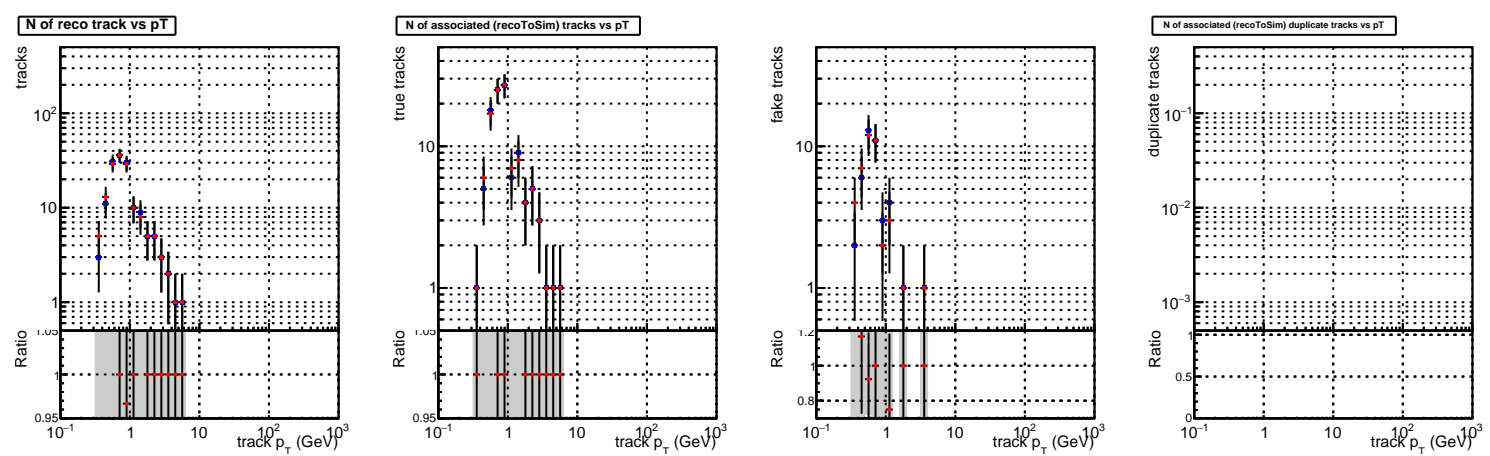 N of reco track vs pT
tracks
10²
10
1
1.05
Ratio
1
0.95
10⁻¹ 1 10 10² 10³
track p_T (GeV)
N of associated (recoToSim) tracks vs pT
true tracks
10
1
1.05
Ratio
1
0.95
10⁻¹ 1 10 10² 10³
track p_T (GeV)
fake tracks
10
1
1.2
Ratio
1
0.8
10⁻¹ 1 10 10² 10³
track p_T (GeV)
N of associated (recoToSim) duplicate tracks vs pT
duplicate tracks
10⁻¹
10⁻²
10⁻³
Ratio
1
0.5
0
10⁻¹ 1 10 10² 10³
track p_T (GeV)